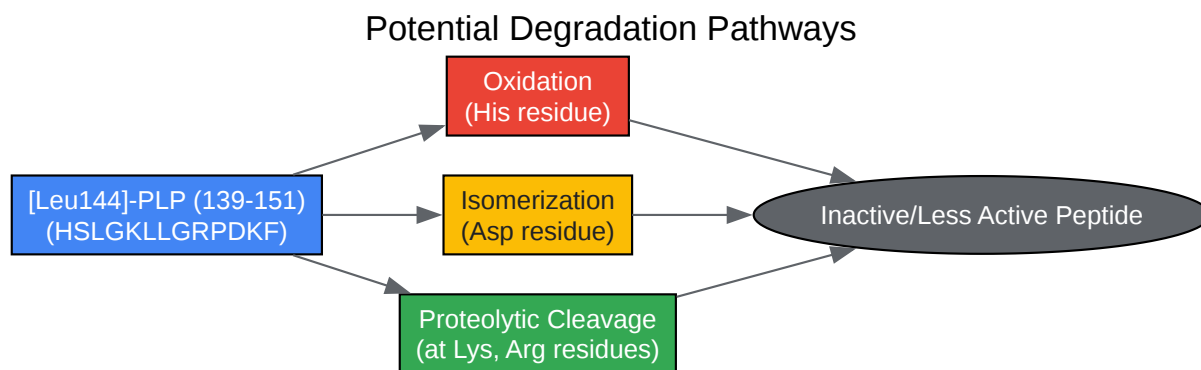 Potential Degradation Pathways
Oxidation
(His residue)
[Leu144]-PLP (139-151)
(HSLGKLLGRPDKF)
Isomerization
(Asp residue)
Inactive/Less Active Peptide
Proteolytic Cleavage
(at Lys, Arg residues)